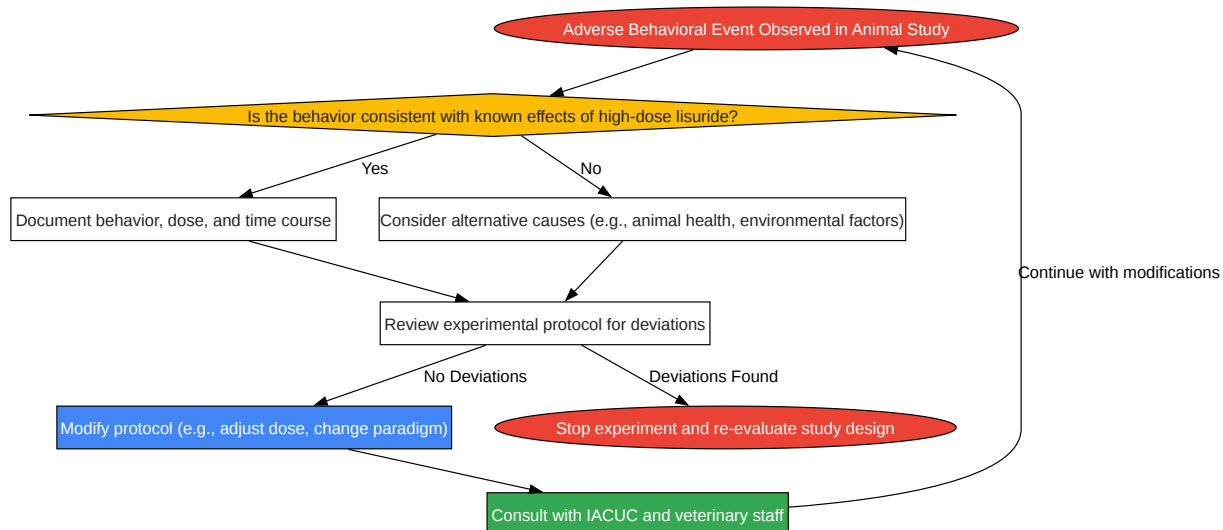 Adverse Behavioral Event Observed in Animal Study
Is the behavior consistent with known effects of high-dose lisuride?
Yes
No
Document behavior, dose, and time course
Consider alternative causes (e.g., animal health, environmental factors)
Continue with modifications
Review experimental protocol for deviations
No Deviations
Deviations Found
Modify protocol (e.g., adjust dose, change paradigm)
Stop experiment and re-evaluate study design
Consult with IACUC and veterinary staff